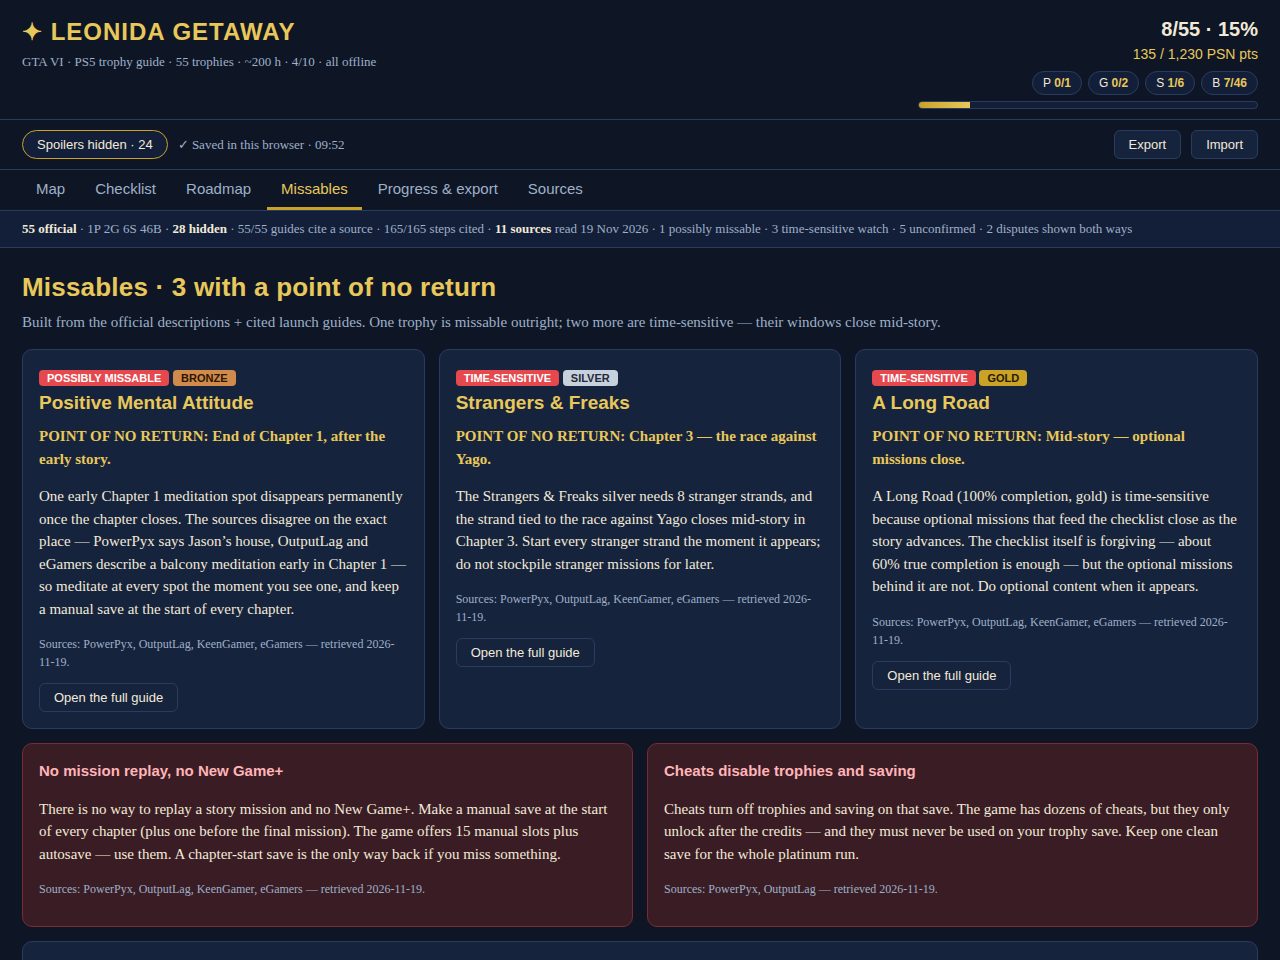 ✦ LEONIDA GETAWAY
GTA VI · PS5 trophy guide · 55 trophies · ~200 h · 4/10 · all offline
8/55 · 15%
135 / 1,230 PSN pts
P 0/1 G 0/2 S 1/6 B 7/46
Spoilers hidden · 24
✓ Saved in this browser · 09:52
Export Import
Map Checklist Roadmap Missables Progress & export Sources
55 official · 1P 2G 6S 46B · 28 hidden · 55/55 guides cite a source · 165/165 steps cited · 11 sources read 19 Nov 2026 · 1 possibly missable · 3 time-sensitive watch · 5 unconfirmed · 2 disputes shown both ways
Missables · 3 with a point of no return
Built from the official descriptions + cited launch guides. One trophy is missable outright; two more are time-sensitive — their windows close mid-story.
POSSIBLY MISSABLE BRONZE
Positive Mental Attitude
POINT OF NO RETURN: End of Chapter 1, after the
early story.
One early Chapter 1 meditation spot disappears permanently
once the chapter closes. The sources disagree on the exact
place — PowerPyx says Jason’s house, OutputLag and
eGamers describe a balcony meditation early in Chapter 1 —
so meditate at every spot the moment you see one, and keep
a manual save at the start of every chapter.
Sources: PowerPyx, OutputLag, KeenGamer, eGamers — retrieved 2026-
11-19.
Open the full guide
TIME-SENSITIVE SILVER
Strangers & Freaks
POINT OF NO RETURN: Chapter 3 — the race against
Yago.
The Strangers & Freaks silver needs 8 stranger strands, and
the strand tied to the race against Yago closes mid-story in
Chapter 3. Start every stranger strand the moment it appears;
do not stockpile stranger missions for later.
Sources: PowerPyx, OutputLag, KeenGamer, eGamers — retrieved 2026-
11-19.
Open the full guide
TIME-SENSITIVE GOLD
A Long Road
POINT OF NO RETURN: Mid-story — optional
missions close.
A Long Road (100% completion, gold) is time-sensitive
because optional missions that feed the checklist close as the
story advances. The checklist itself is forgiving — about
60% true completion is enough — but the optional missions
behind it are not. Do optional content when it appears.
Sources: PowerPyx, OutputLag, KeenGamer, eGamers — retrieved 2026-
11-19.
Open the full guide
No mission replay, no New Game+
There is no way to replay a story mission and no New Game+. Make a manual save at the start
of every chapter (plus one before the final mission). The game offers 15 manual slots plus
autosave — use them. A chapter-start save is the only way back if you miss something.
Sources: PowerPyx, OutputLag, KeenGamer, eGamers — retrieved 2026-11-19.
Cheats disable trophies and saving
Cheats turn off trophies and saving on that save. The game has dozens of cheats, but they only
unlock after the credits — and they must never be used on your trophy save. Keep one clean
save for the whole platinum run.
Sources: PowerPyx, OutputLag — retrieved 2026-11-19.